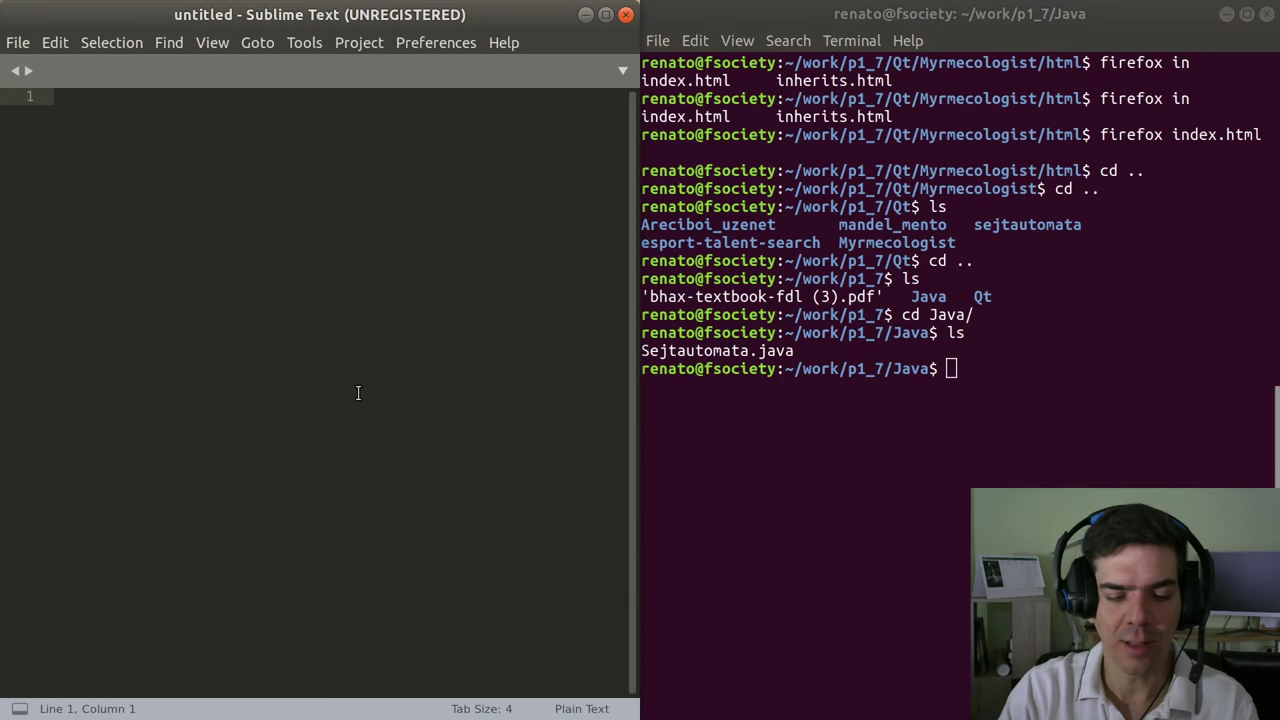 untitled - Sublime Text (UNREGISTERED)
File Edit Selection Find View Goto Tools Project Preferences Help
1
Line 1, Column 1 Tab Size: 4 Plain Text
renato@fsociety: ~/work/p1_7/Java
File Edit View Search Terminal Help
renato@fsociety:~/work/p1_7/Qt/Myrmecologist/html$ firefox in
index.html inherits.html
renato@fsociety:~/work/p1_7/Qt/Myrmecologist/html$ firefox in
index.html inherits.html
renato@fsociety:~/work/p1_7/Qt/Myrmecologist/html$ firefox index.html
renato@fsociety:~/work/p1_7/Qt/Myrmecologist/html$ cd ..
renato@fsociety:~/work/p1_7/Qt/Myrmecologist$ cd ..
renato@fsociety:~/work/p1_7/Qt$ ls
Areciboi_uzenet mandel_mento sejtautomata
esport-talent-search Myrmecologist
renato@fsociety:~/work/p1_7/Qt$ cd ..
renato@fsociety:~/work/p1_7$ ls
'bhax-textbook-fdl (3).pdf' Java Qt
renato@fsociety:~/work/p1_7$ cd Java/
renato@fsociety:~/work/p1_7/Java$ ls
Sejtautomata.java
renato@fsociety:~/work/p1_7/Java$